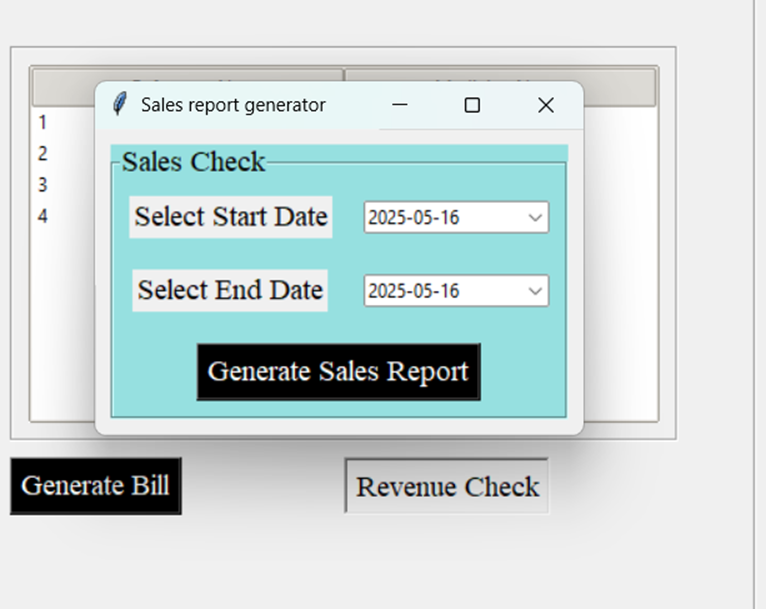 Sales report generator
1
2
3
4
Sales Check
Select Start Date
2025-05-16
Select End Date
2025-05-16
Generate Sales Report
Generate Bill
Revenue Check